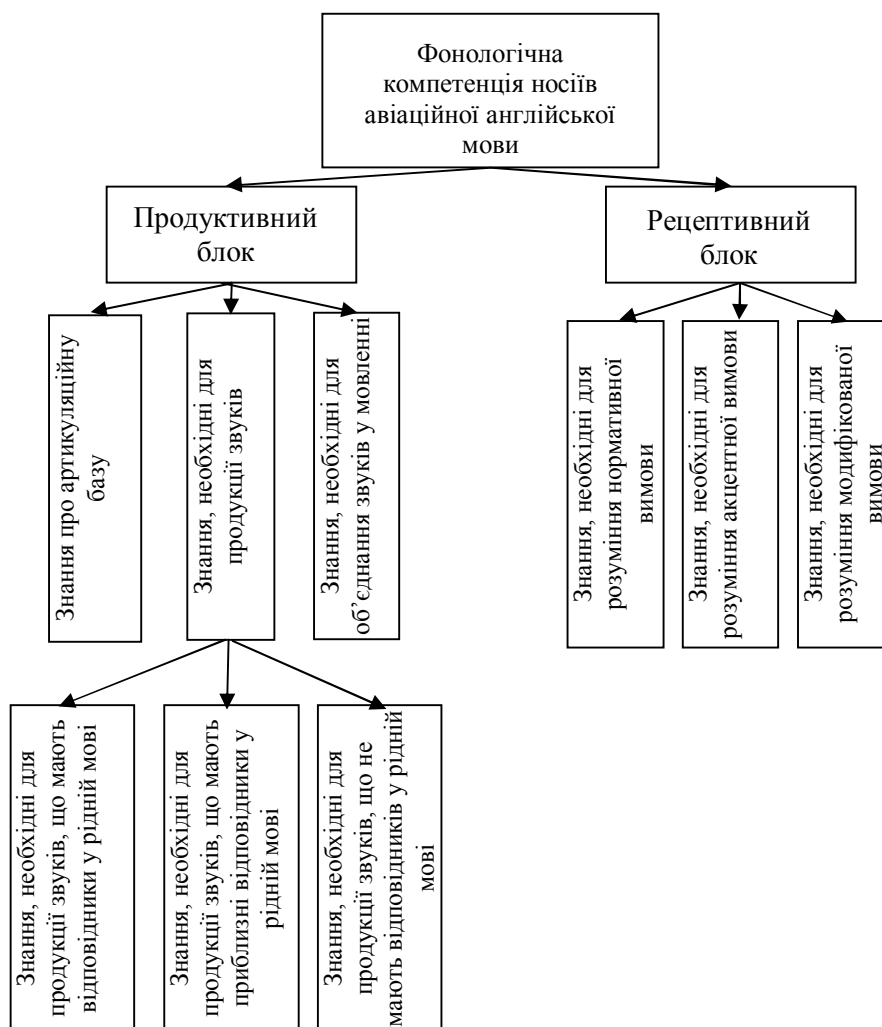 Фонологічна
компетенція носіїв
авіаційної англійської
мови
Продуктивний
блок
Рецептивний
блок
Знання про артикуляційну
базу
Знання, необхідні для
продукції звуків
Знання, необхідні для
об’єднання звуків у мовленні
Знання, необхідні для
розуміння нормативної
вимови
Знання, необхідні для
розуміння акцентної вимови
Знання, необхідні для
розуміння модифікованої
вимови
Знання, необхідні для
продукції звуків, що мають
відповідники у рідній мові
Знання, необхідні для
продукції звуків, що мають
приблизні відповідники у
рідній мові
Знання, необхідні для
продукції звуків, що не
мають відповідників у рідній
мові